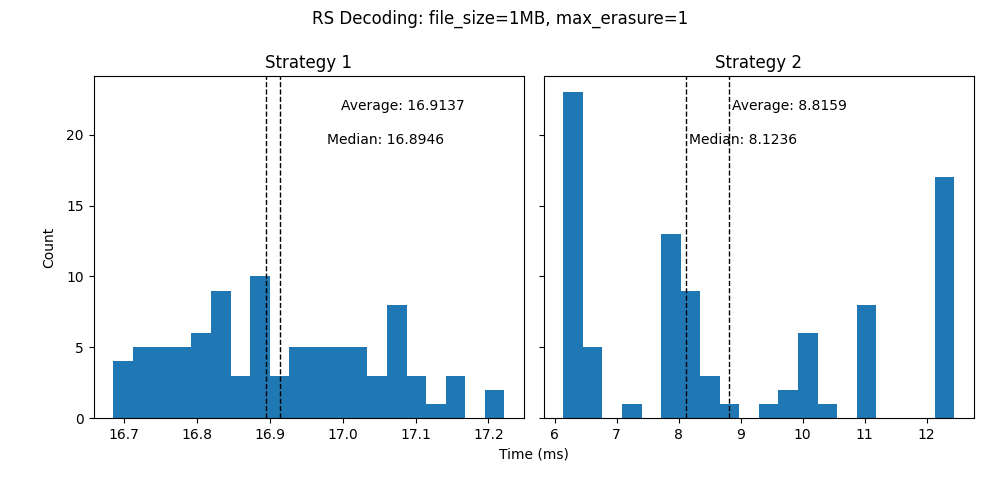 RS Decoding: file_size=1MB, max_erasure=1
Strategy 1
Strategy 2
Average: 16.9137
Median: 16.8946
Average: 8.8159
Median: 8.1236
Count
20
15
10
5
0
16.7 16.8 16.9 17.0 17.1 17.2
6 7 8 9 10 11 12
Time (ms)